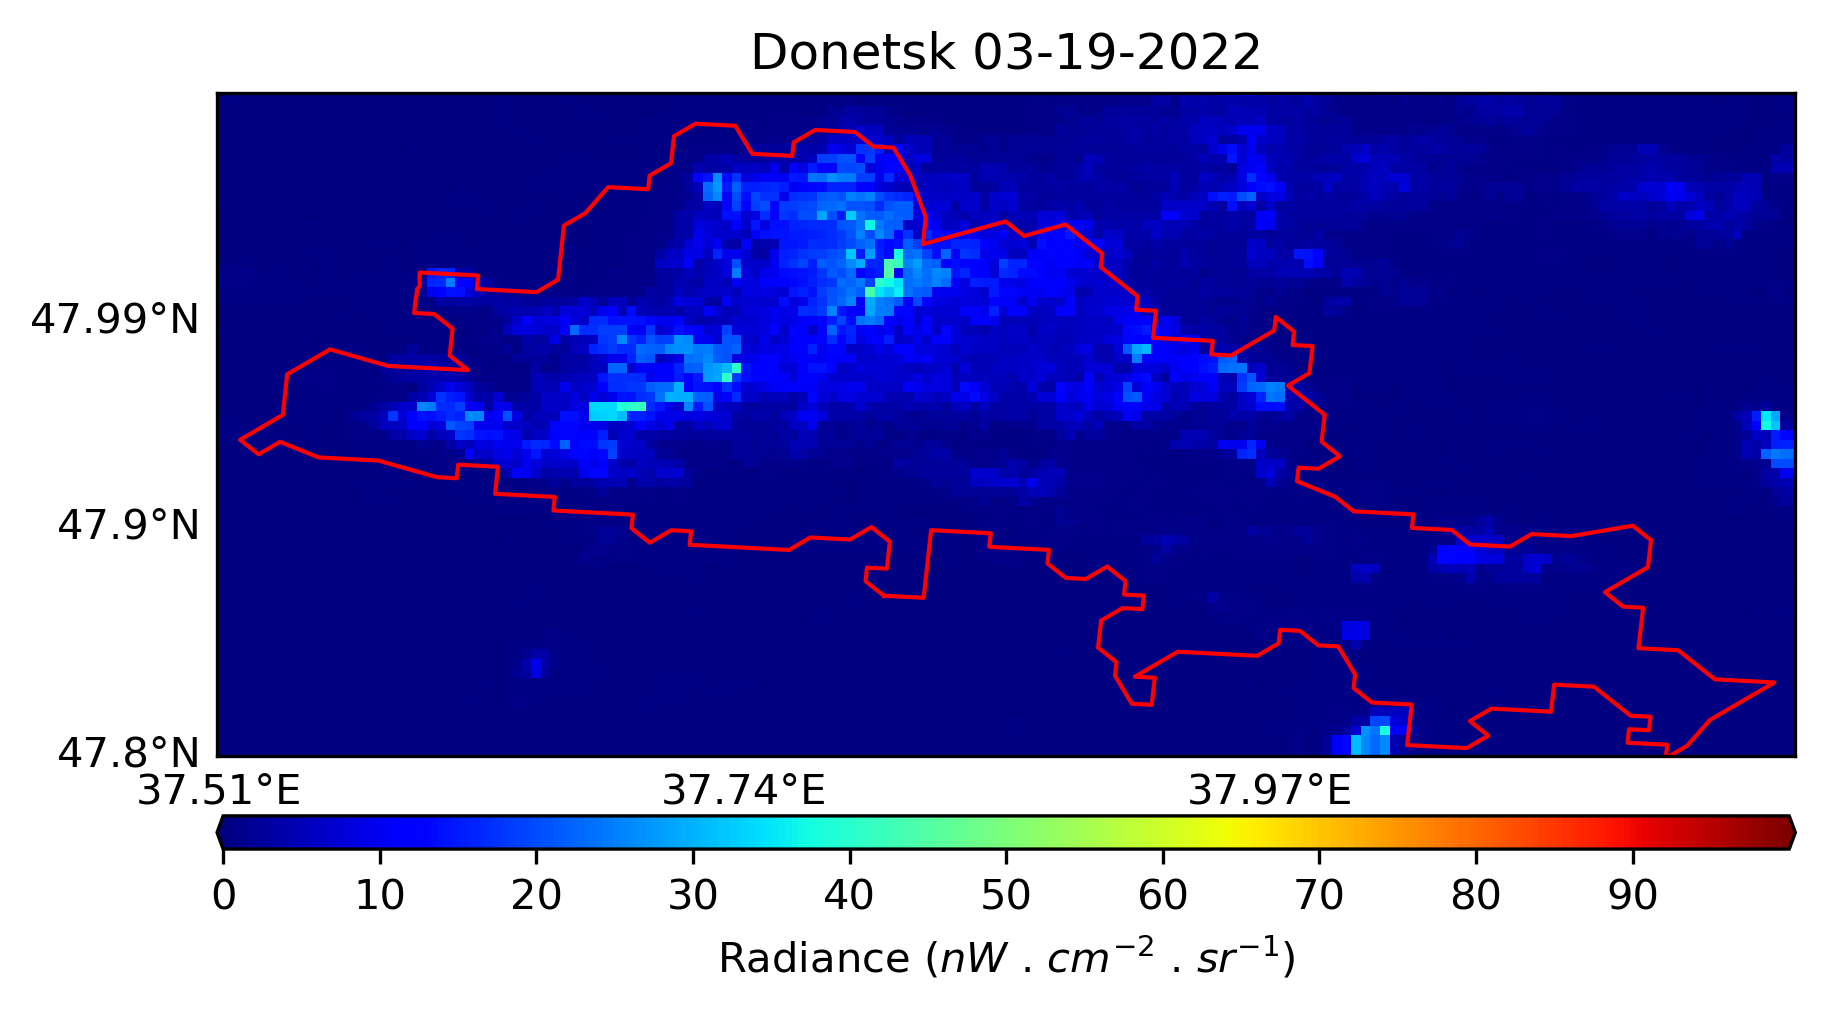 Donetsk 03-19-2022
47.99°N
47.9°N
47.8°N
37.51°E 37.74°E 37.97°E
0 10 20 30 40 50 60 70 80 90
Radiance (nW . cm⁻² . sr⁻¹)